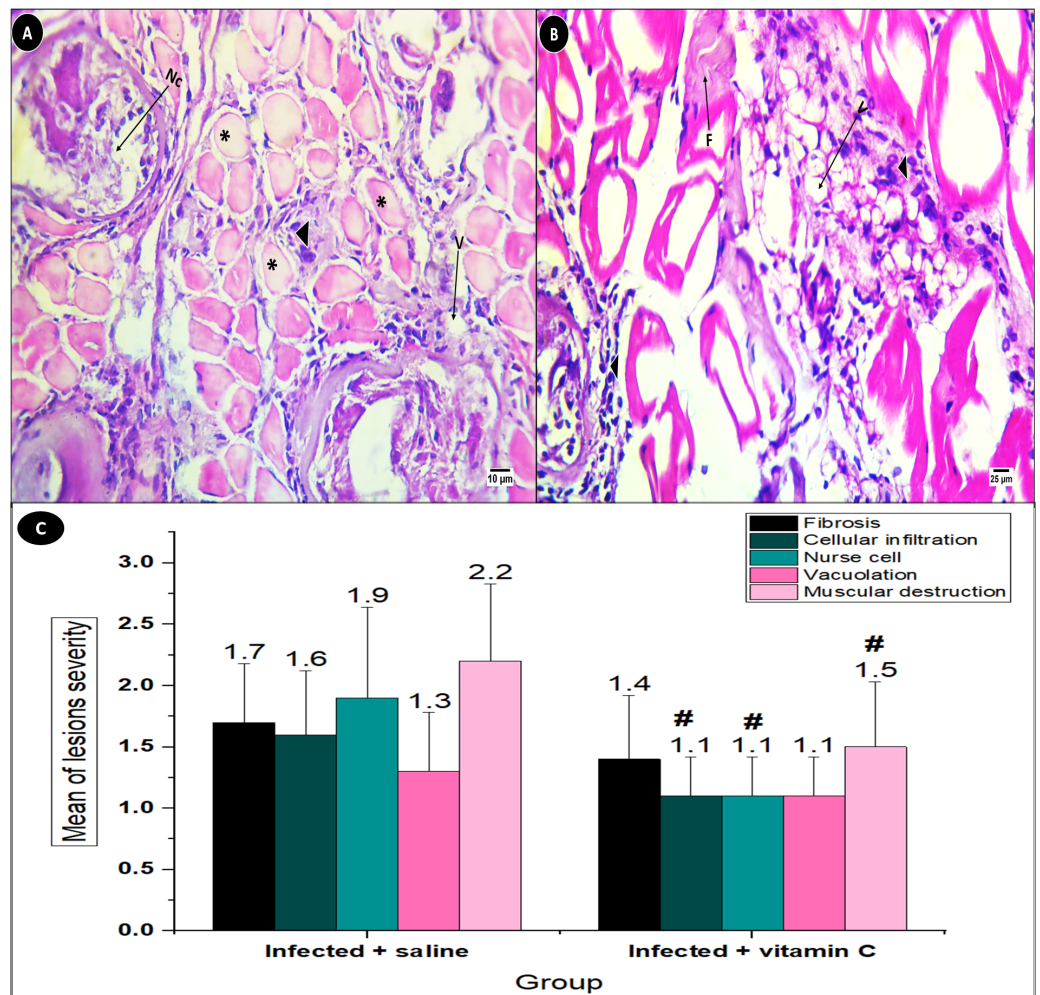 A
Nc
*
*
*
V
10 µm
B
F
V
25 µm
C
Fibrosis
Cellular infiltration
Nurse cell
Vacuolation
Muscular destruction
Mean of lesions severity
3.0
2.5
2.0
1.5
1.0
0.5
0.0
1.7
1.6
1.9
1.3
2.2
1.4
#
1.1
#
1.1
1.1
#
1.5
Infected + saline
Infected + vitamin C
Group